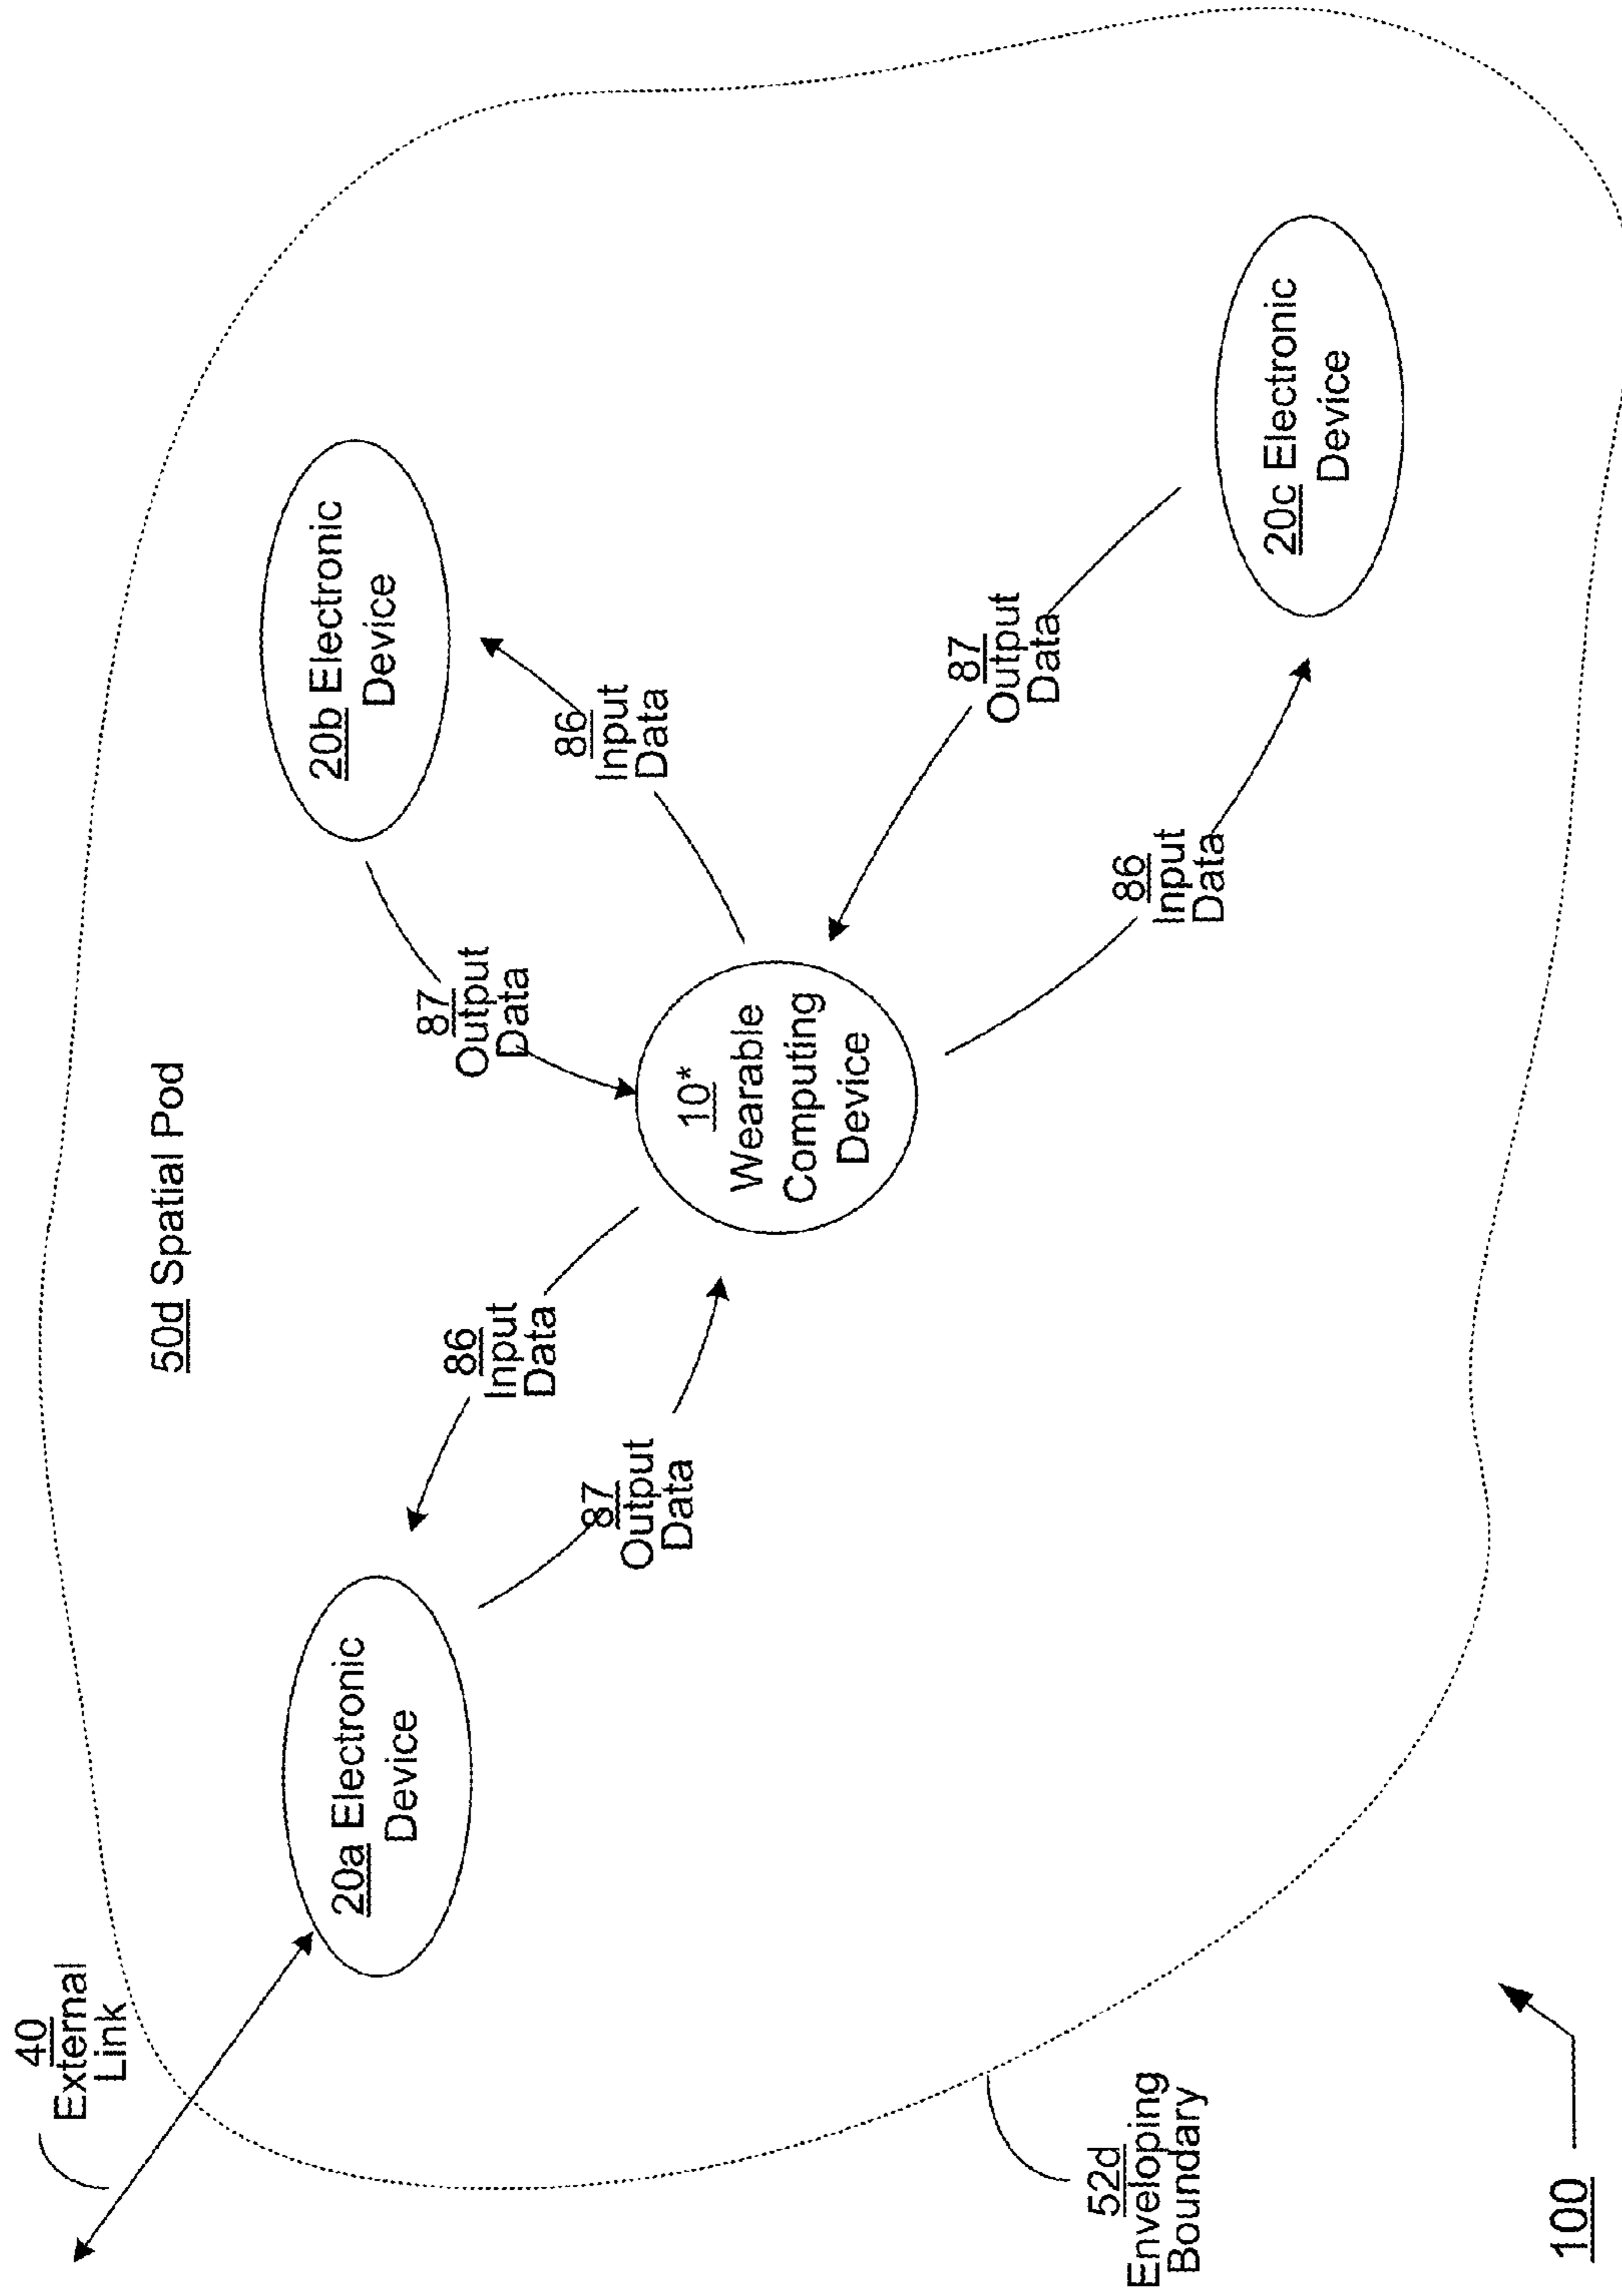 40
External
Link
50d Spatial Pod
20a Electronic
Device
20b Electronic
Device
87
Output
Data
86
Input
Data
86
Input
Data
87
Output
Data
10*
Wearable
Computing
Device
87
Output
Data
86
Input
Data
20c Electronic
Device
52d
Enveloping
Boundary
100